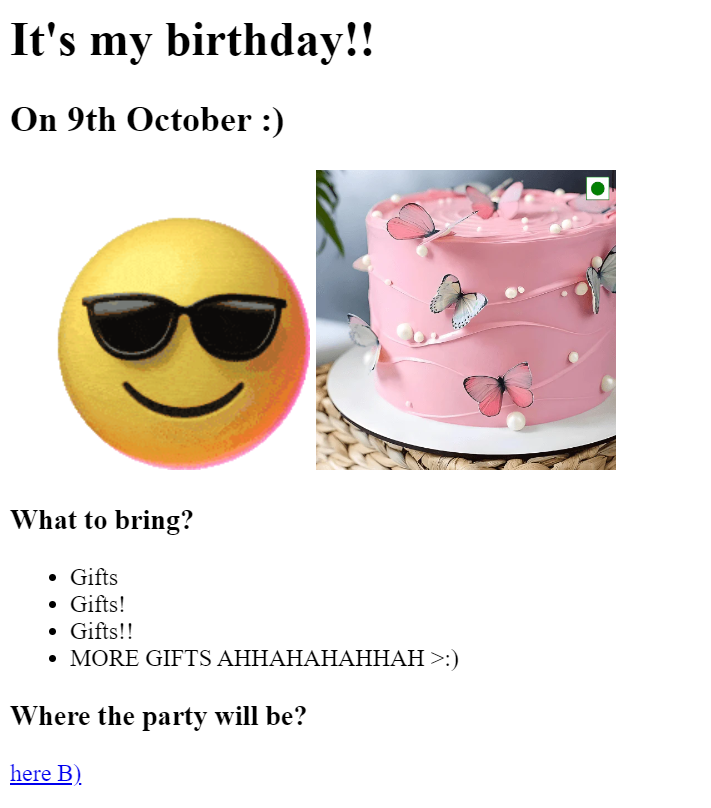 It's my birthday!!
On 9th October :)
What to bring?
Gifts
Gifts!
Gifts!!
MORE GIFTS AHHAHAHAHHAH >:)
Where the party will be?
here B)